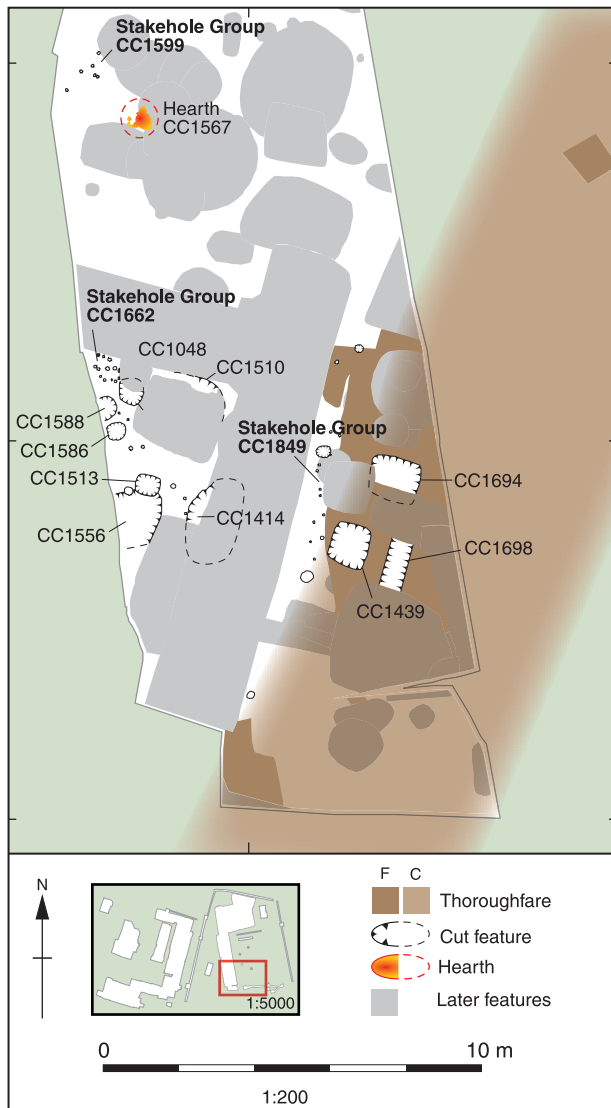 Stakehole Group
CC1599
Hearth
CC1567
Stakehole Group
CC1662
CC1048
CC1510
CC1588
CC1586
Stakehole Group
CC1849
CC1513
CC1694
CC1556
CC1414
CC1698
CC1439
N
1:5000
F C
Thoroughfare
Cut feature
Hearth
Later features
0 10 m
1:200